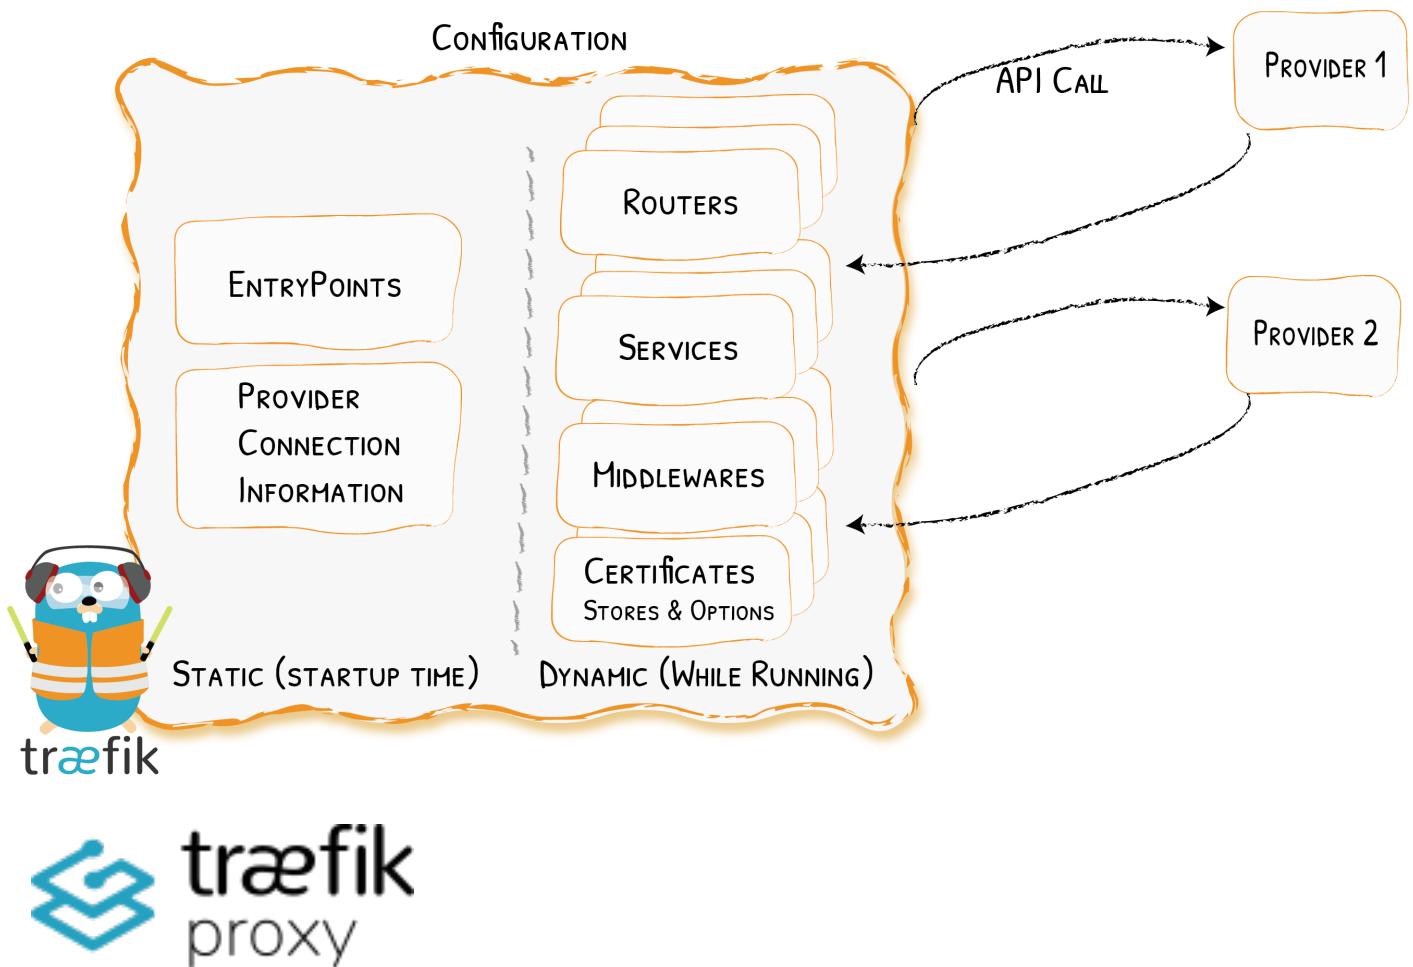 Configuration
API Call
Provider 1
Routers
EntryPoints
Services
Provider 2
Provider
Connection
Information
Middlewares
Certificates
Stores & Options
Static (startup time)
Dynamic (While Running)
træfik
træfik
proxy